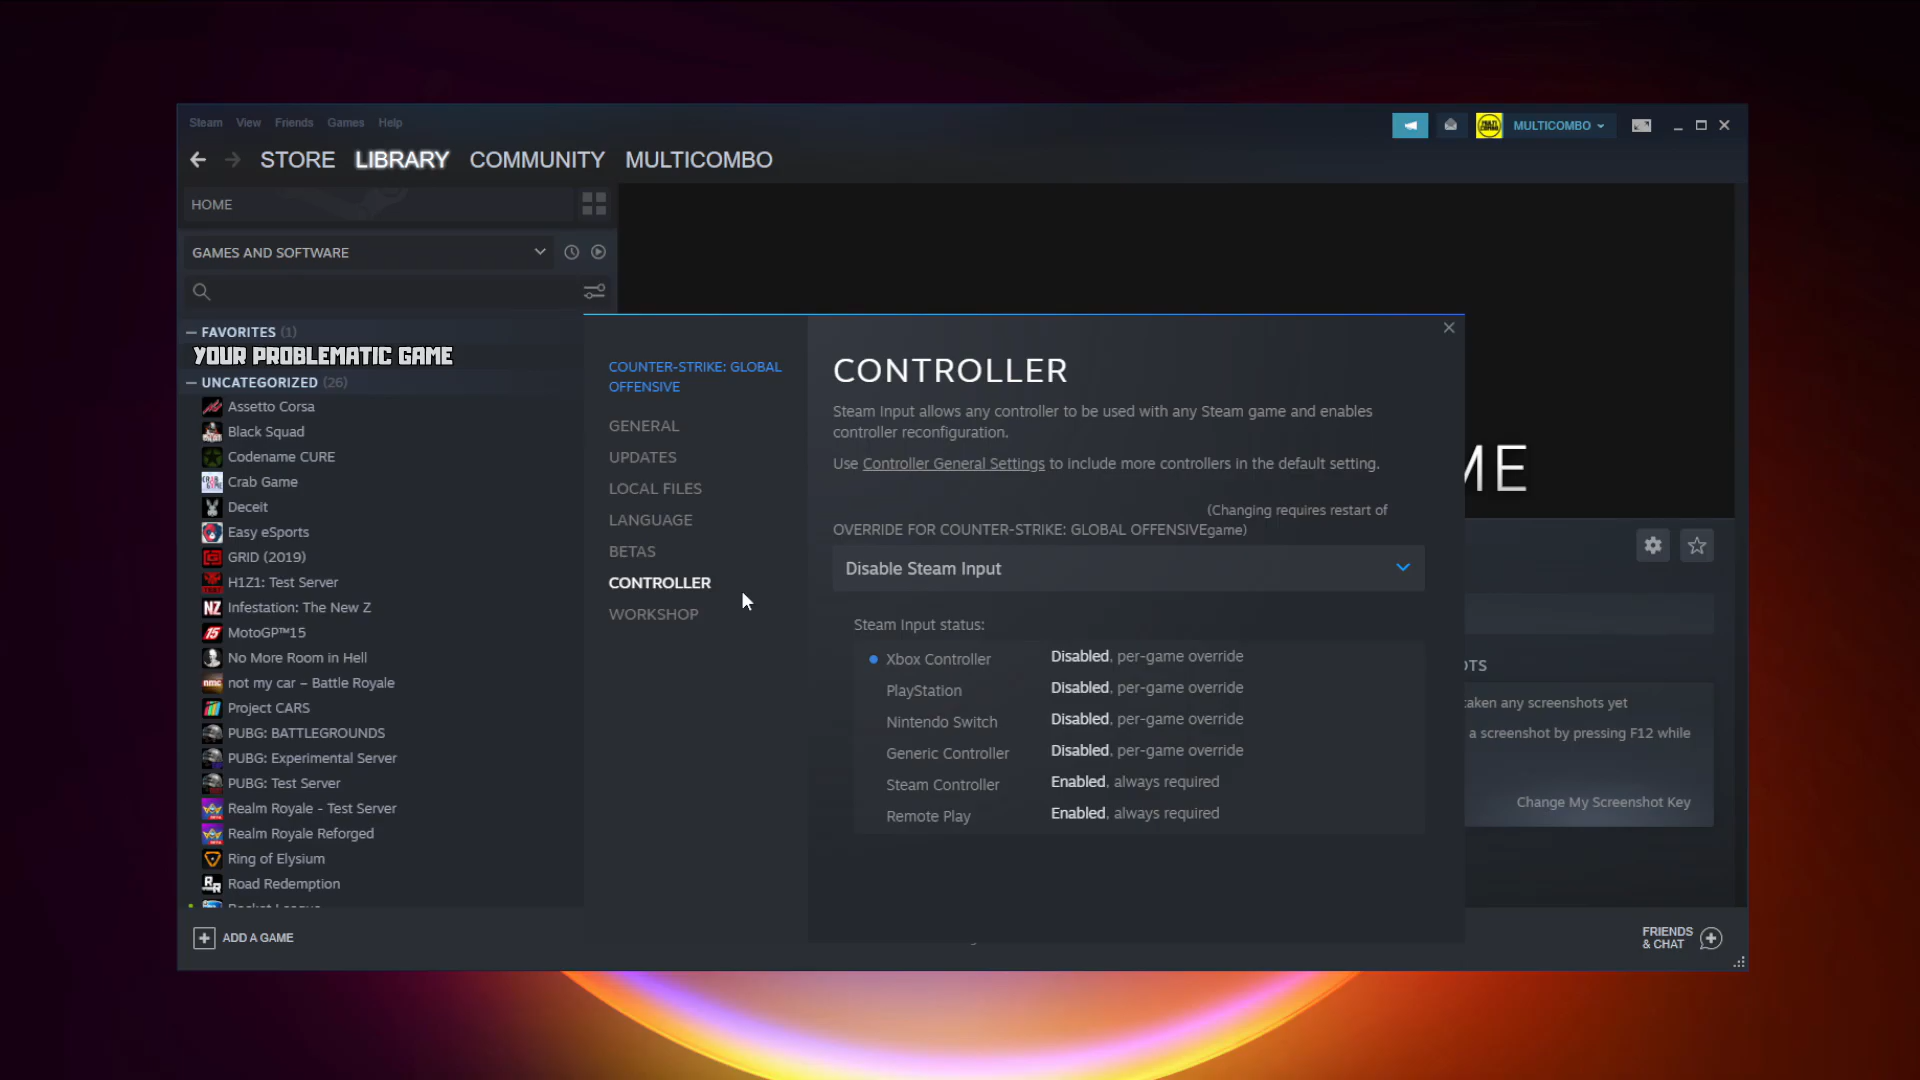 Steam View Friends Games Help
MULTICOMBO
STORE LIBRARY COMMUNITY MULTICOMBO
HOME
GAMES AND SOFTWARE
FAVORITES (1)
YOUR PROBLEMATIC GAME
UNCATEGORIZED (26)
Assetto Corsa
Black Squad
Codename CURE
Crab Game
Deceit
Easy eSports
GRID (2019)
H1Z1: Test Server
Infestation: The New Z
MotoGP™15
No More Room in Hell
not my car – Battle Royale
Project CARS
PUBG: BATTLEGROUNDS
PUBG: Experimental Server
PUBG: Test Server
Realm Royale - Test Server
Realm Royale Reforged
Ring of Elysium
Road Redemption
Rocket League
ADD A GAME
COUNTER-STRIKE: GLOBAL
OFFENSIVE
GENERAL
UPDATES
LOCAL FILES
LANGUAGE
BETAS
CONTROLLER
WORKSHOP
CONTROLLER
Steam Input allows any controller to be used with any Steam game and enables
controller reconfiguration.
Use Controller General Settings to include more controllers in the default setting.
(Changing requires restart of
OVERRIDE FOR COUNTER-STRIKE: GLOBAL OFFENSIVEgame)
Disable Steam Input
Steam Input status:
Xbox Controller Disabled, per-game override
PlayStation Disabled, per-game override
Nintendo Switch Disabled, per-game override
Generic Controller Disabled, per-game override
Steam Controller Enabled, always required
Remote Play Enabled, always required
ME
OTS
taken any screenshots yet
a screenshot by pressing F12 while
Change My Screenshot Key
FRIENDS
& CHAT